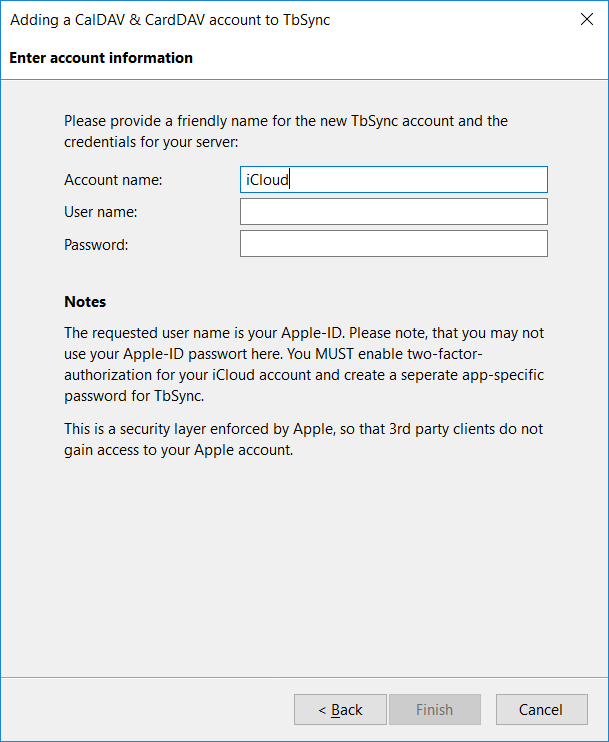 Adding a CalDAV & CardDAV account to TbSync
Enter account information
Please provide a friendly name for the new TbSync account and the
credentials for your server:
Account name: iCloud
User name:
Password:
Notes
The requested user name is your Apple-ID. Please note, that you may not
use your Apple-ID passwort here. You MUST enable two-factor-
authorization for your iCloud account and create a seperate app-specific
password for TbSync.
This is a security layer enforced by Apple, so that 3rd party clients do not
gain access to your Apple account.
< Back Finish Cancel